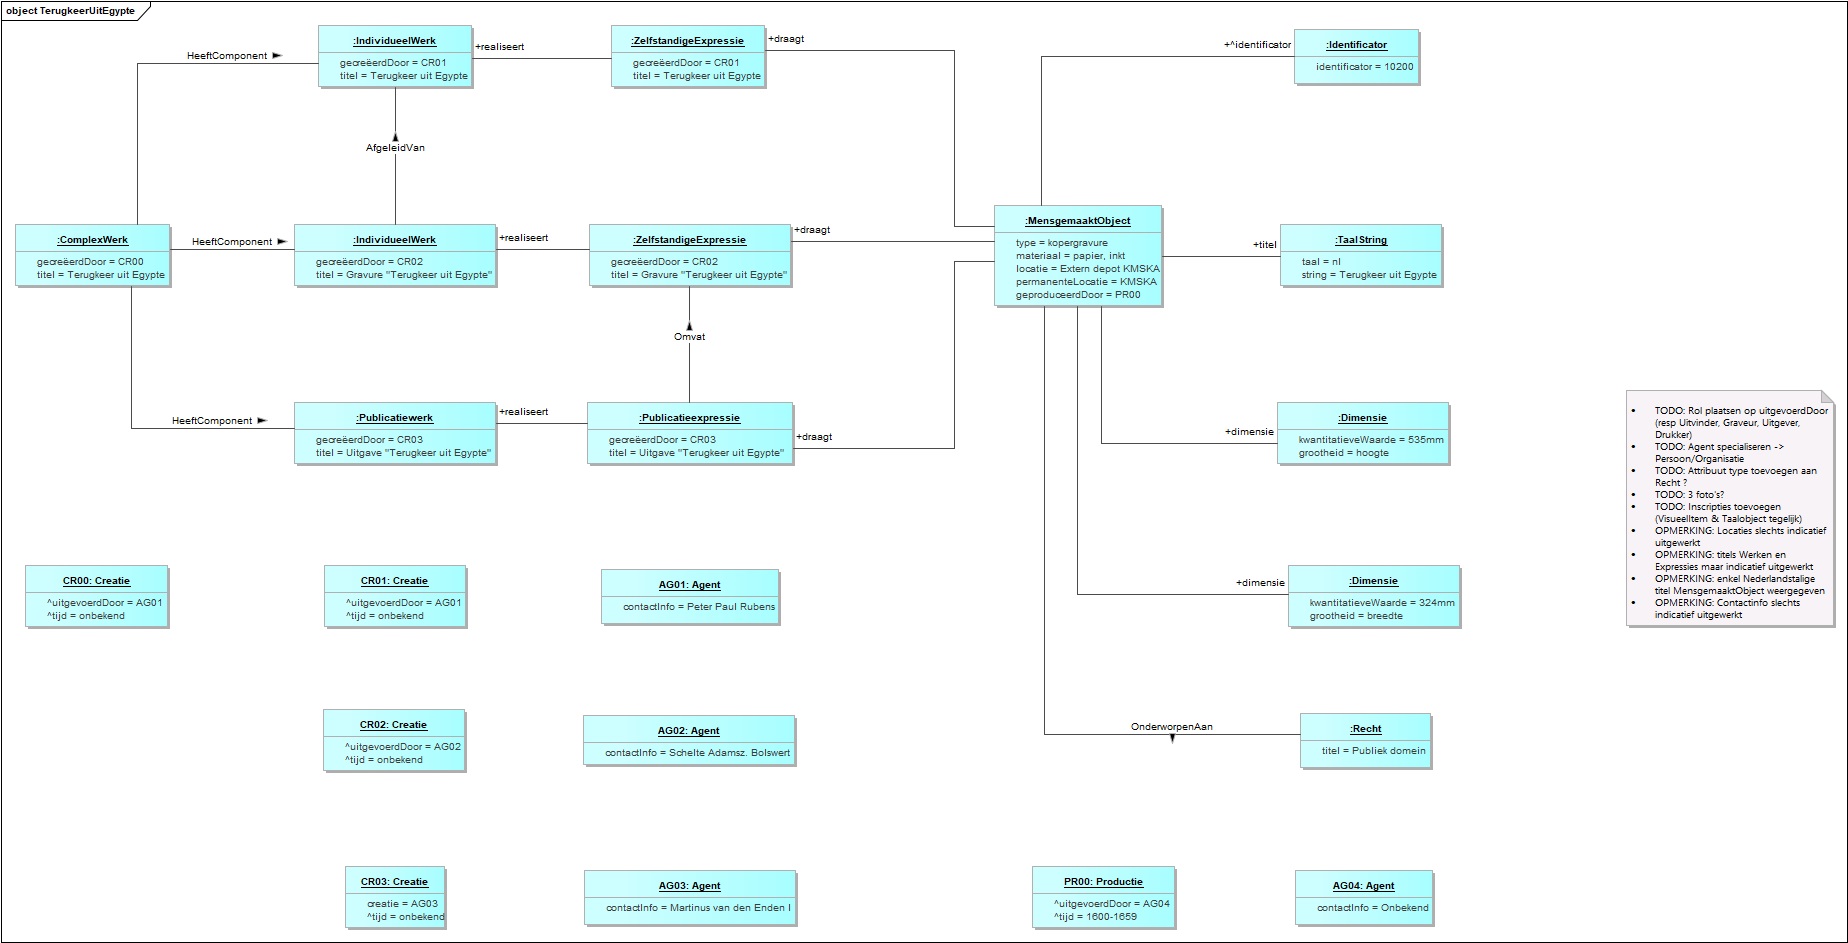 object TerugkeerUitEgypte
HeeftComponent
:IndividueelWerk
gecreëerdDoor = CR01
titel = Terugkeer uit Egypte
+realiseert
:ZelfstandigeExpressie
gecreëerdDoor = CR01
titel = Terugkeer uit Egypte
+draagt
+^identificator
:Identificator
identificator = 10200
AfgeleidVan
:ComplexWerk
gecreëerdDoor = CR00
titel = Terugkeer uit Egypte
HeeftComponent
:IndividueelWerk
gecreëerdDoor = CR02
titel = Gravure "Terugkeer uit Egypte"
+realiseert
:ZelfstandigeExpressie
gecreëerdDoor = CR02
titel = Gravure "Terugkeer uit Egypte"
+draagt
:MensgemaaktObject
type = kopergravure
materiaal = papier, inkt
locatie = Extern depot KMSKA
permanenteLocatie = KMSKA
geproduceerdDoor = PR00
+titel
:TaalString
taal = nl
string = Terugkeer uit Egypte
Omvat
HeeftComponent
:Publicatiewerk
gecreëerdDoor = CR03
titel = Uitgave "Terugkeer uit Egypte"
+realiseert
:Publicatieexpressie
gecreëerdDoor = CR03
titel = Uitgave "Terugkeer uit Egypte"
+draagt
+dimensie
:Dimensie
kwantitatieveWaarde = 535mm
grootheid = hoogte
• TODO: Rol plaatsen op uitgevoerdDoor
(resp Uitvinder, Graveur, Uitgever,
Drukker)
• TODO: Agent specialiseren ->
Persoon/Organisatie
• TODO: Attribuut type toevoegen aan
Recht ?
• TODO: 3 foto's?
• TODO: Inscripties toevoegen
(VisueelItem & Taalobject tegelijk)
• OPMERKING: Locaties slechts indicatief
uitgewerkt
• OPMERKING: titels Werken en
Expressies maar indicatief uitgewerkt
• OPMERKING: enkel Nederlandstalige
titel MensgemaaktObject weergegeven
• OPMERKING: Contactinfo slechts
indicatief uitgewerkt
CR00: Creatie
^uitgevoerdDoor = AG01
^tijd = onbekend
CR01: Creatie
^uitgevoerdDoor = AG01
^tijd = onbekend
AG01: Agent
contactInfo = Peter Paul Rubens
+dimensie
:Dimensie
kwantitatieveWaarde = 324mm
grootheid = breedte
CR02: Creatie
^uitgevoerdDoor = AG02
^tijd = onbekend
AG02: Agent
contactInfo = Schelte Adamsz. Bolswert
OnderworpenAan
:Recht
titel = Publiek domein
CR03: Creatie
creatie = AG03
^tijd = onbekend
AG03: Agent
contactInfo = Martinus van den Enden I
PR00: Productie
^uitgevoerdDoor = AG04
^tijd = 1600-1659
AG04: Agent
contactInfo = Onbekend